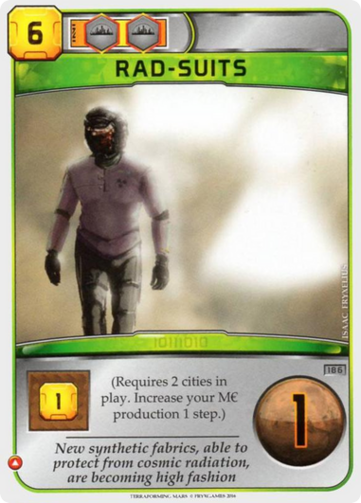 6
RAD-SUITS
ISAAC FRYXELIUS
186
1
(Requires 2 cities in
play. Increase your M€
production 1 step.)
1
New synthetic fabrics, able to
protect from cosmic radiation,
are becoming high fashion
TERRAFORMING MARS © FRYXGAMES 2016